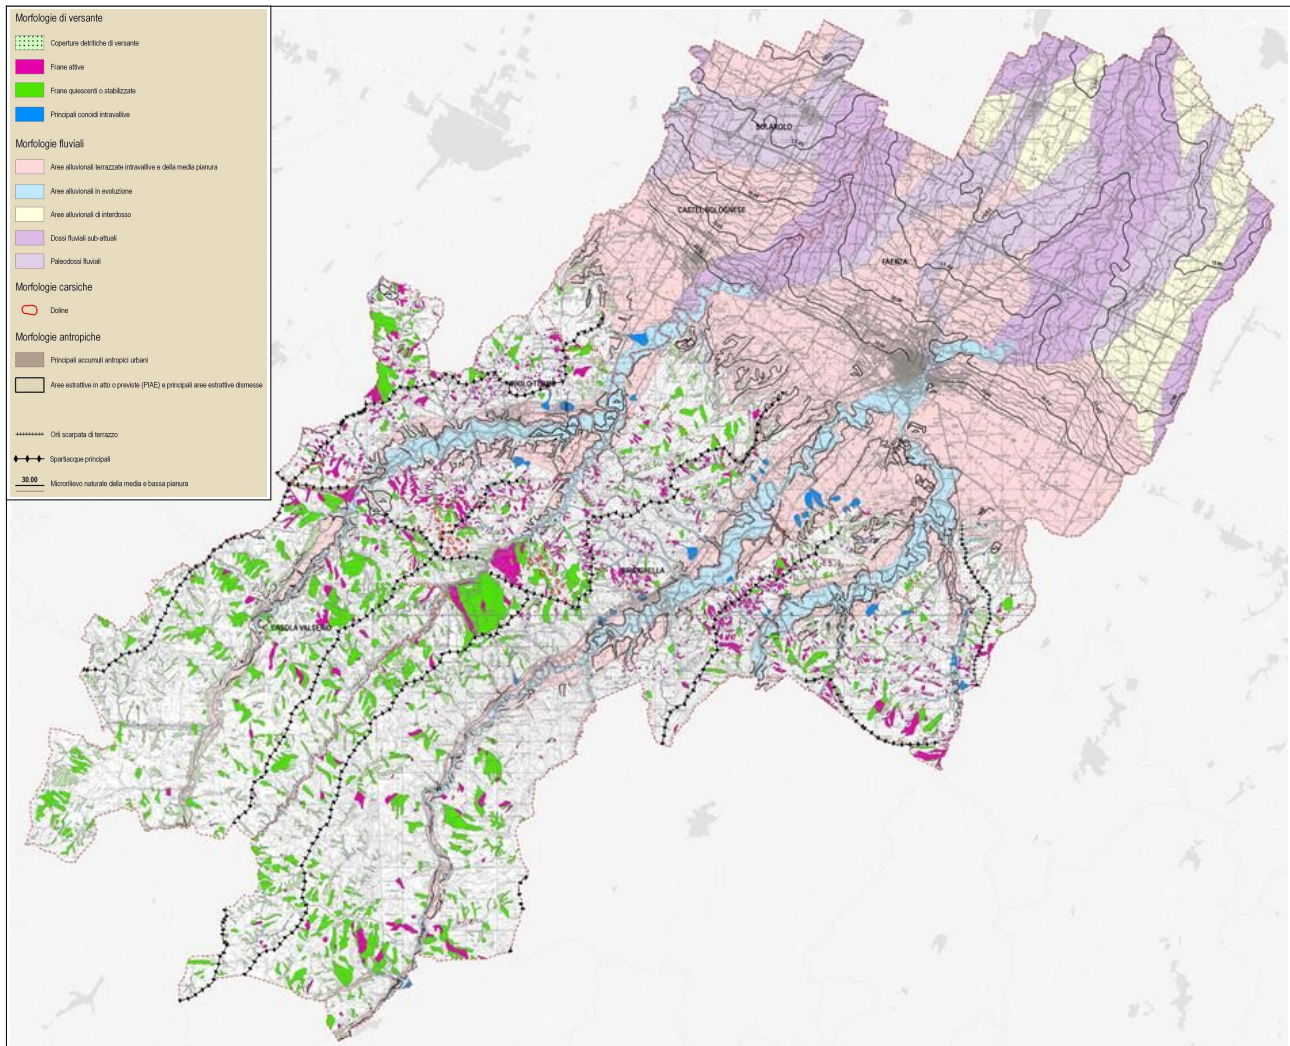 Morfologie di versante
Coperture detritiche di versante
Frane attive
Frane quiescenti o stabilizzate
Principali conoidi intravallive
Morfologie fluviali
Aree alluvionali terrazzate intravallive e della media pianura
Aree alluvionali in evoluzione
Aree alluvionali di interdosso
Dossi fluviali sub-attuali
Paleodossi fluviali
Morfologie carsiche
Doline
Morfologie antropiche
Principali accumuli antropici urbani
Aree estrattive in atto o previste (PIAE) e principali aree estrattive dismesse
Orli scarpata di terrazzo
Spartiacque principali
30.00 Microrilievo naturale della media e bassa pianura
SOLAROLO
CASTEL BOLOGNESE
FAENZA
RIOLO TERME
BRISIGHELLA
CASOLA VALSENIO